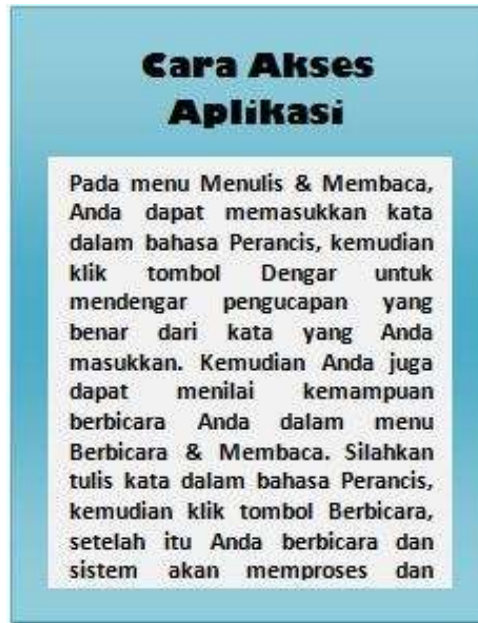 Cara Akses
Aplikasi
Pada menu Menulis & Membaca,
Anda dapat memasukkan kata
dalam bahasa Perancis, kemudian
klik tombol Dengar untuk
mendengar pengucapan yang
benar dari kata yang Anda
masukkan. Kemudian Anda juga
dapat menilai kemampuan
berbicara Anda dalam menu
Berbicara & Membaca. Silahkan
tulis kata dalam bahasa Perancis,
kemudian klik tombol Berbicara,
setelah itu Anda berbicara dan
sistem akan memproses dan